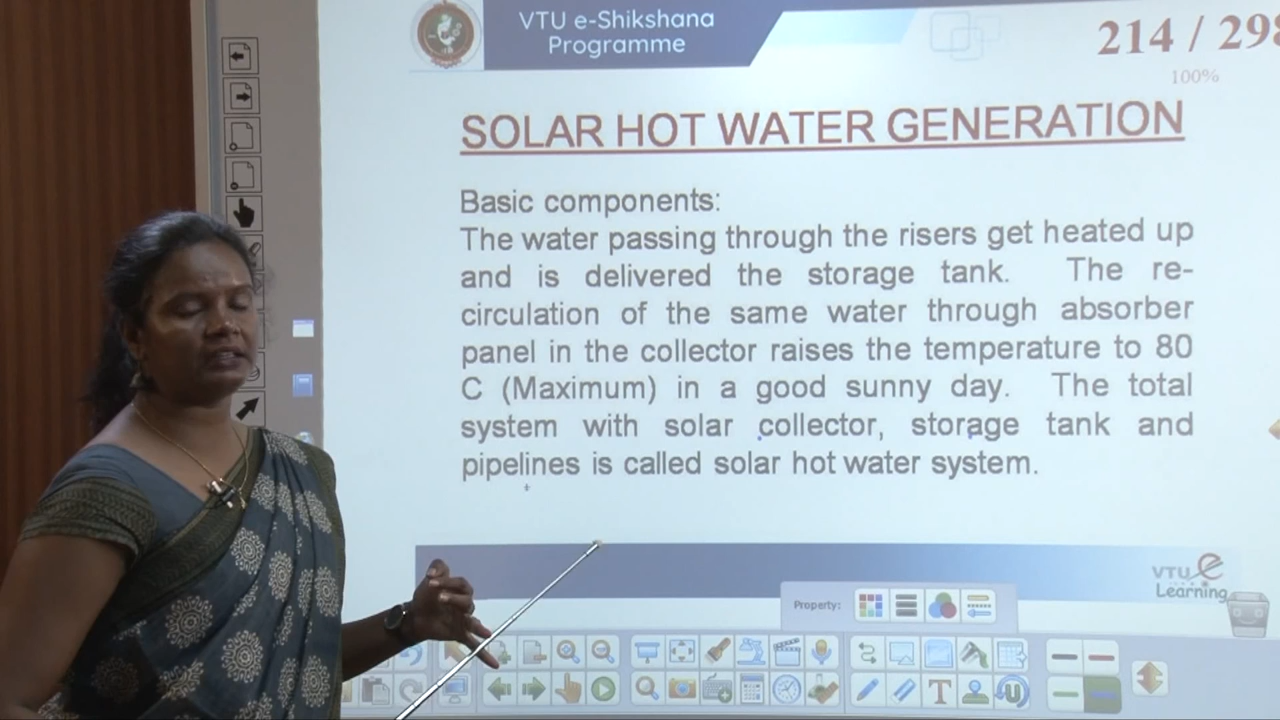 VTU e-Shikshana
Programme
214 / 298
100%
SOLAR HOT WATER GENERATION
Basic components:
The water passing through the risers get heated up
and is delivered the storage tank. The re-
circulation of the same water through absorber
panel in the collector raises the temperature to 80
C (Maximum) in a good sunny day. The total
system with solar collector, storage tank and
pipelines is called solar hot water system.
VTU e
Learning
Property: